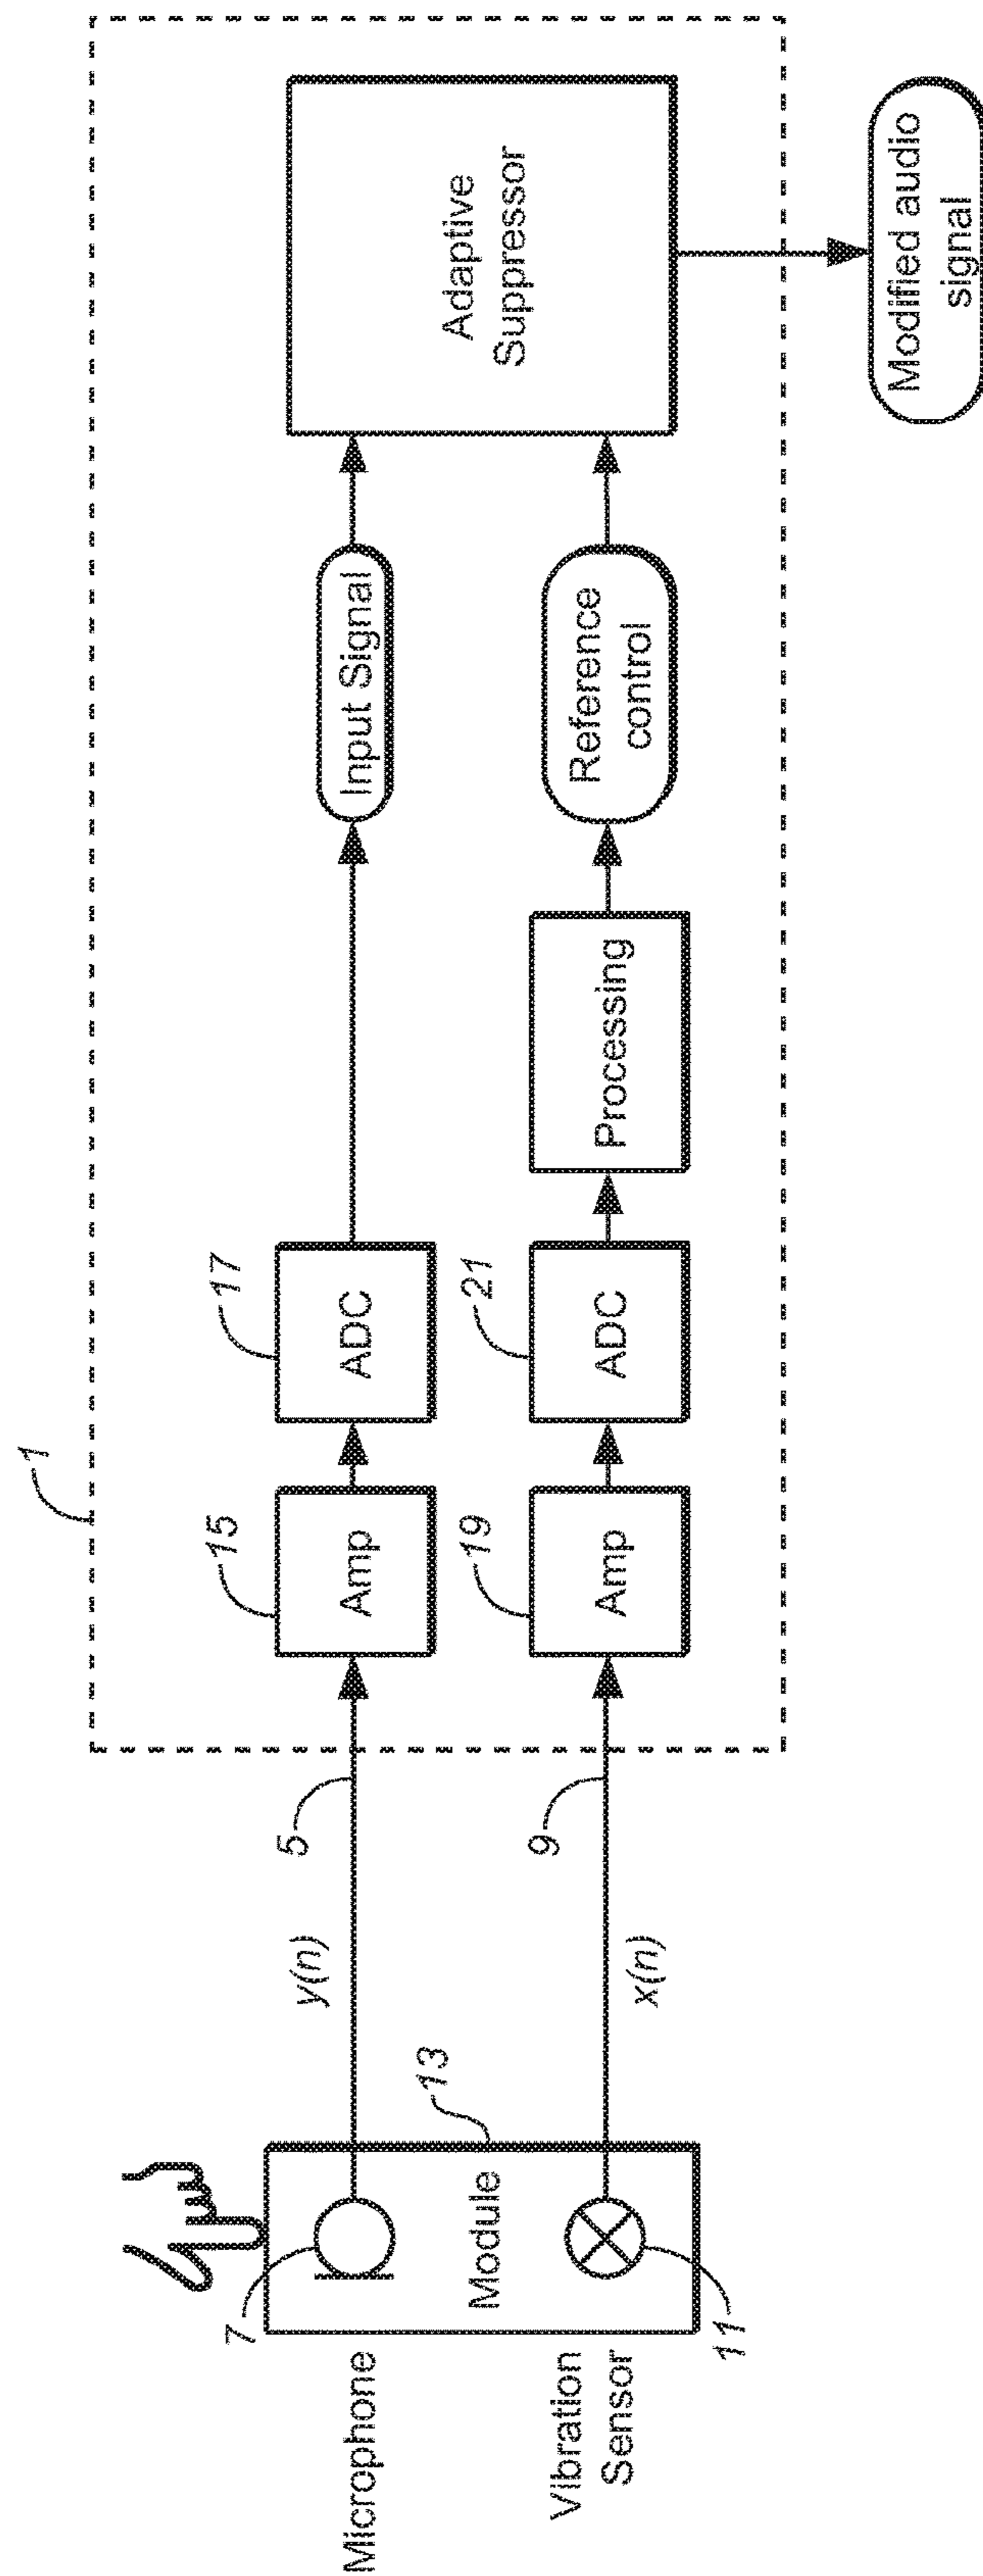 1
Microphone
7
Module
13
Vibration
Sensor
11
y(n)
5
x(n)
9
15
Amp
17
ADC
Input Signal
19
Amp
21
ADC
Processing
Reference
control
Adaptive
Suppressor
Modified audio
signal